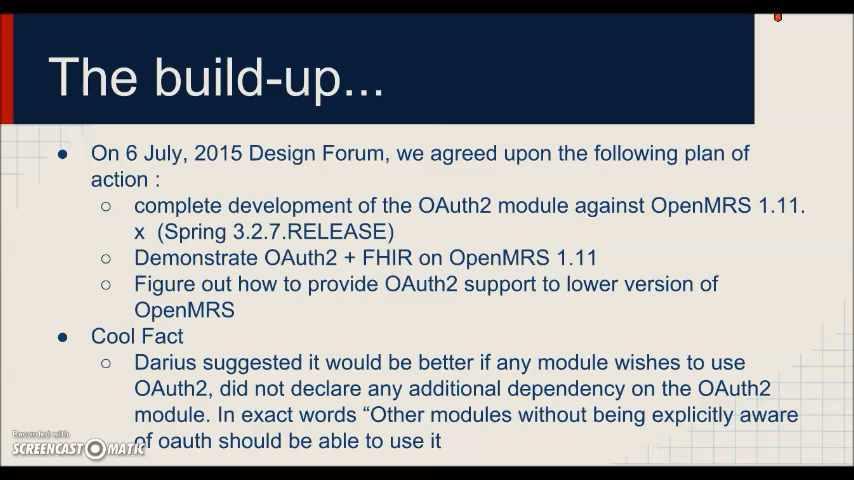 The build-up...
● On 6 July, 2015 Design Forum, we agreed upon the following plan of
action :
○ complete development of the OAuth2 module against OpenMRS 1.11.
x (Spring 3.2.7.RELEASE)
○ Demonstrate OAuth2 + FHIR on OpenMRS 1.11
○ Figure out how to provide OAuth2 support to lower version of
OpenMRS
● Cool Fact
○ Darius suggested it would be better if any module wishes to use
OAuth2, did not declare any additional dependency on the OAuth2
module. In exact words “Other modules without being explicitly aware
of oauth should be able to use it
Recorded with
SCREENCAST O MATIC